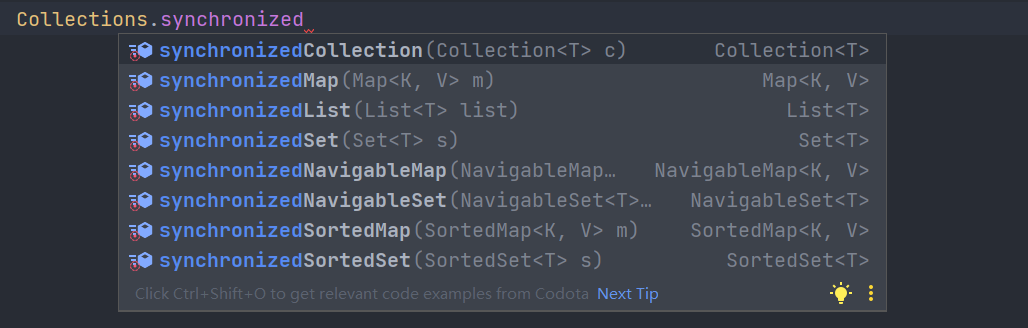 Collections.synchronized
synchronizedCollection(Collection<T> c) Collection<T>
synchronizedMap(Map<K, V> m) Map<K, V>
synchronizedList(List<T> list) List<T>
synchronizedSet(Set<T> s) Set<T>
synchronizedNavigableMap(NavigableMap… NavigableMap<K, V>
synchronizedNavigableSet(NavigableSet<T>… NavigableSet<T>
synchronizedSortedMap(SortedMap<K, V> m) SortedMap<K, V>
synchronizedSortedSet(SortedSet<T> s) SortedSet<T>
Click Ctrl+Shift+O to get relevant code examples from Codota Next Tip